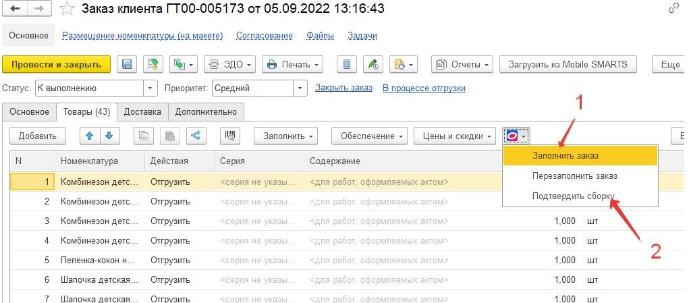 Заказ клиента ГТ00-005173 от 05.09.2022 13:16:43
Основное Размещение номенклатуры (на макете) Согласование Файлы Задачи
Провести и закрыть ЭДО Печать Отчеты Загрузить из Mobile SMARTS Еще
Статус: К выполнению Приоритет: Средний Закрыть заказ В процессе отгрузки
Основное Товары (43) Доставка Дополнительно
Добавить Заполнить Обеспечение Цены и скидки
1
N Номенклатура Действия Серия Содержание
Заполнить заказ
Перезаполнить заказ
Подтвердить сборку
2
1 Комбинезон детс... Отгрузить <серия не указы... <для работ, оформляемых актом>
2 Комбинезон детс... Отгрузить <серия не указы... <для работ, оформляемых актом>
3 Комбинезон детс... Отгрузить <серия не указы... <для работ, оформляемых актом> 1,000 шт
4 Комбинезон детс... Отгрузить <серия не указы... <для работ, оформляемых актом> 1,000 шт
5 Пеленка-кокон н... Отгрузить <серия не указы... <для работ, оформляемых актом> 1,000 шт
6 Шапочка детская... Отгрузить <серия не указы... <для работ, оформляемых актом> 1,000 шт
7 Шапочка детская... Отгрузить <серия не указы... <для работ, оформляемых актом> 1,000 шт